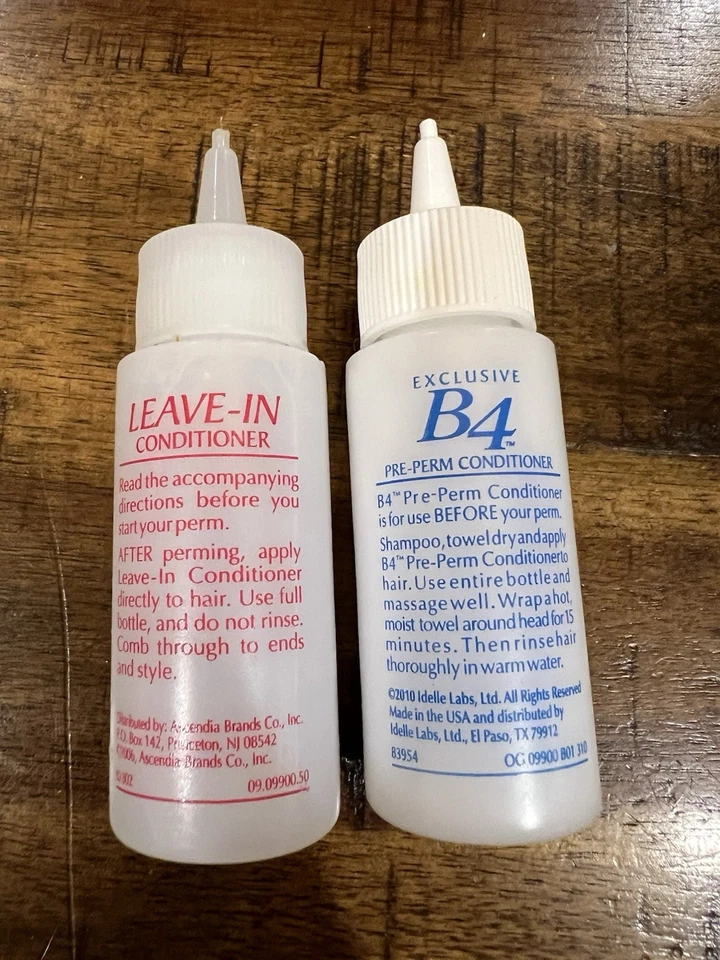 LEAVE-IN
CONDITIONER
Read the accompanying
directions before you
start your perm.
AFTER perming, apply
Leave-In Conditioner
directly to hair. Use full
bottle, and do not rinse.
Comb through to ends
and style.
Distributed by: Ascendia Brands Co., Inc.
P.O. Box 142, Princeton, NJ 08542
©2006, Ascendia Brands Co., Inc.
09.09900.50
EXCLUSIVE
B4™
PRE-PERM CONDITIONER
B4™ Pre-Perm Conditioner
is for use BEFORE your perm.
Shampoo, towel dry and apply
B4™ Pre-Perm Conditioner to
hair. Use entire bottle and
massage well. Wrap a hot,
moist towel around head for 15
minutes. Then rinse hair
thoroughly in warm water.
©2010 Idelle Labs, Ltd. All Rights Reserved
Made in the USA and distributed by
Idelle Labs, Ltd., El Paso, TX 79912
83954 OG 09900 B01 310